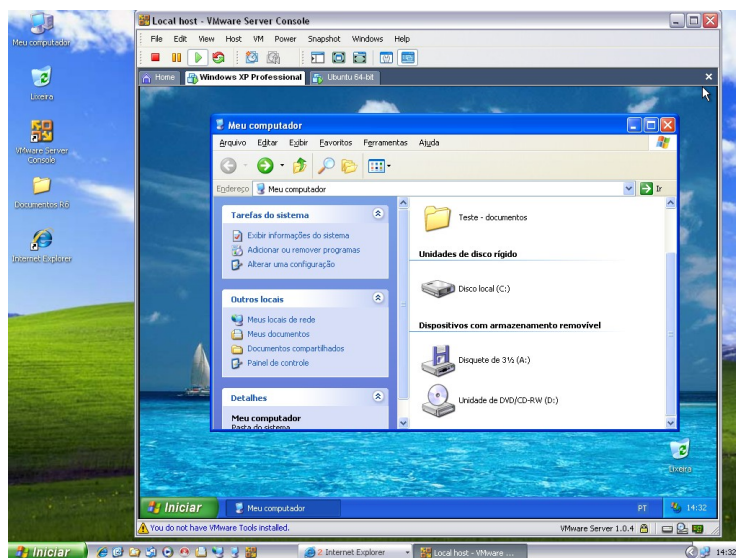 Meu computador
Lixeira
VMware Server
Console
Documentos R6
Internet Explorer
Local host - VMware Server Console
File Edit View Host VM Power Snapshot Windows Help
Home Windows XP Professional Ubuntu 64-bit
Meu computador
Arquivo Editar Exibir Favoritos Ferramentas Ajuda
Endereço Meu computador Ir
Tarefas do sistema
Exibir informações do sistema
Adicionar ou remover programas
Alterar uma configuração
Outros locais
Meus locais de rede
Meus documentos
Documentos compartilhados
Painel de controle
Detalhes
Meu computador
Pasta do sistema
Teste - documentos
Unidades de disco rígido
Disco local (C:)
Dispositivos com armazenamento removível
Disquete de 3½ (A:)
Unidade de DVD/CD-RW (D:)
Lixeira
Iniciar Meu computador PT 14:32
You do not have VMware Tools installed. VMware Server 1.0.4
Iniciar 2 Internet Explorer Local host - VMware ... 14:32